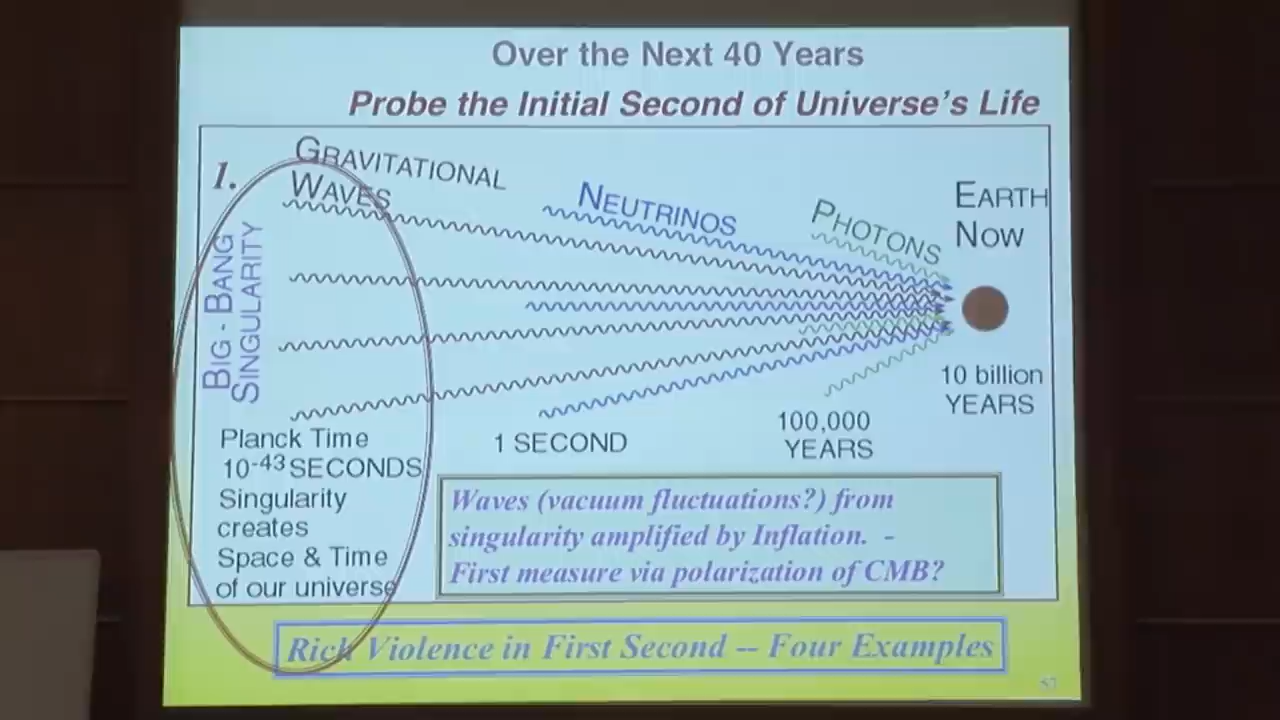 Over the Next 40 Years
Probe the Initial Second of Universe's Life
1.
GRAVITATIONAL
WAVES
NEUTRINOS
PHOTONS
EARTH
NOW
BIG - BANG
SINGULARITY
10 billion
YEARS
100,000
YEARS
1 SECOND
Planck Time
10-43 SECONDS
Singularity
creates
Space & Time
of our universe
Waves (vacuum fluctuations?) from
singularity amplified by Inflation. -
First measure via polarization of CMB?
Rich Violence in First Second -- Four Examples